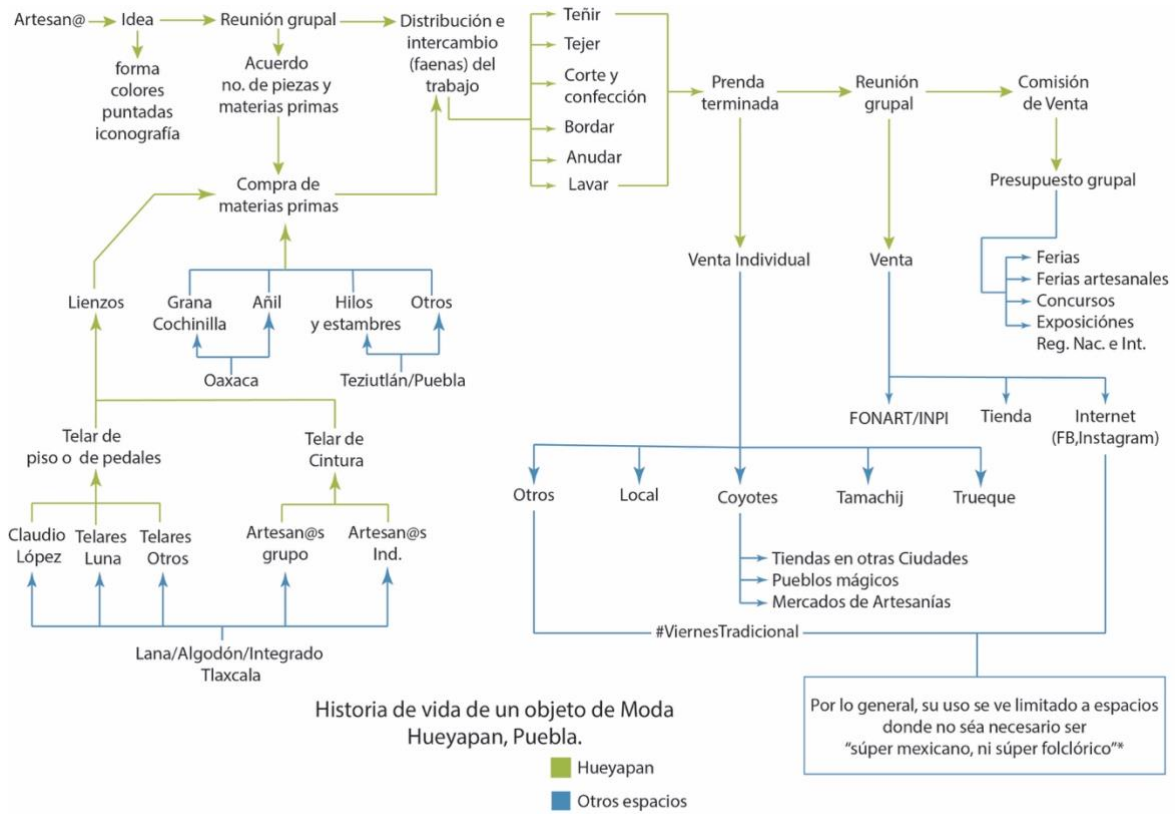 Artesan@
Idea
forma
colores
puntadas
iconografía
Reunión grupal
Acuerdo
no. de piezas y
materias primas
Distribución e
intercambio
(faenas) del
trabajo
Teñir
Tejer
Corte y
confección
Bordar
Anudar
Lavar
Prenda
terminada
Reunión
grupal
Comisión
de Venta
Compra de
materias primas
Presupuesto grupal
Ferias
Ferias artesanales
Concursos
Exposiciónes
Reg. Nac. e Int.
Venta Individual
Venta
Lienzos
Grana
Cochinilla
Añil
Hilos
y estambres
Otros
Oaxaca
Teziutlán/Puebla
FONART/INPI
Tienda
Internet
(FB,Instagram)
Telar de
piso o de pedales
Telar de
Cintura
Otros
Local
Coyotes
Tamachij
Trueque
Claudio
López
Telares
Luna
Telares
Otros
Artesan@s
grupo
Artesan@s
Ind.
Tiendas en otras Ciudades
Pueblos mágicos
Mercados de Artesanías
#ViernesTradicional
Lana/Algodón/Integrado
Tlaxcala
Por lo general, su uso se ve limitado a espacios
donde no séa necesario ser
“súper mexicano, ni súper folclórico”*
Historia de vida de un objeto de Moda
Hueyapan, Puebla.
Hueyapan
Otros espacios